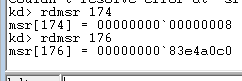 kd> rdmsr 174
msr[174] = 00000000`00000008
kd> rdmsr 176
msr[176] = 00000000`83e4a0c0